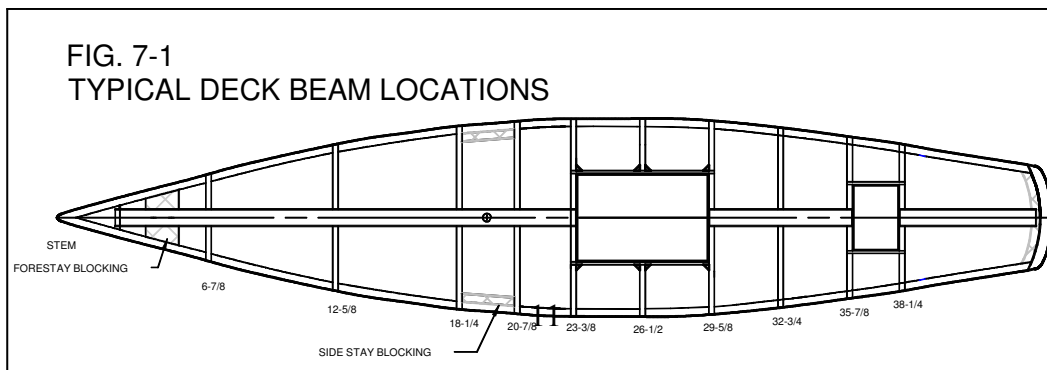 FIG. 7-1
TYPICAL DECK BEAM LOCATIONS
STEM
FORESTAY BLOCKING
6-7/8
12-5/8
18-1/4
20-7/8
11
23-3/8
26-1/2
29-5/8
32-3/4
35-7/8
38-1/4
SIDE STAY BLOCKING